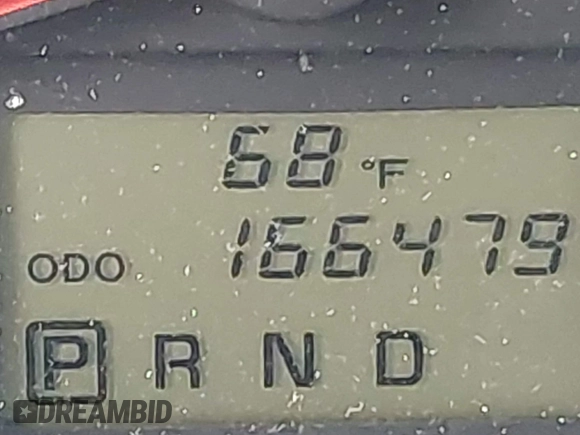 68 °F
ODO 166479
P R N D
DREAMBID